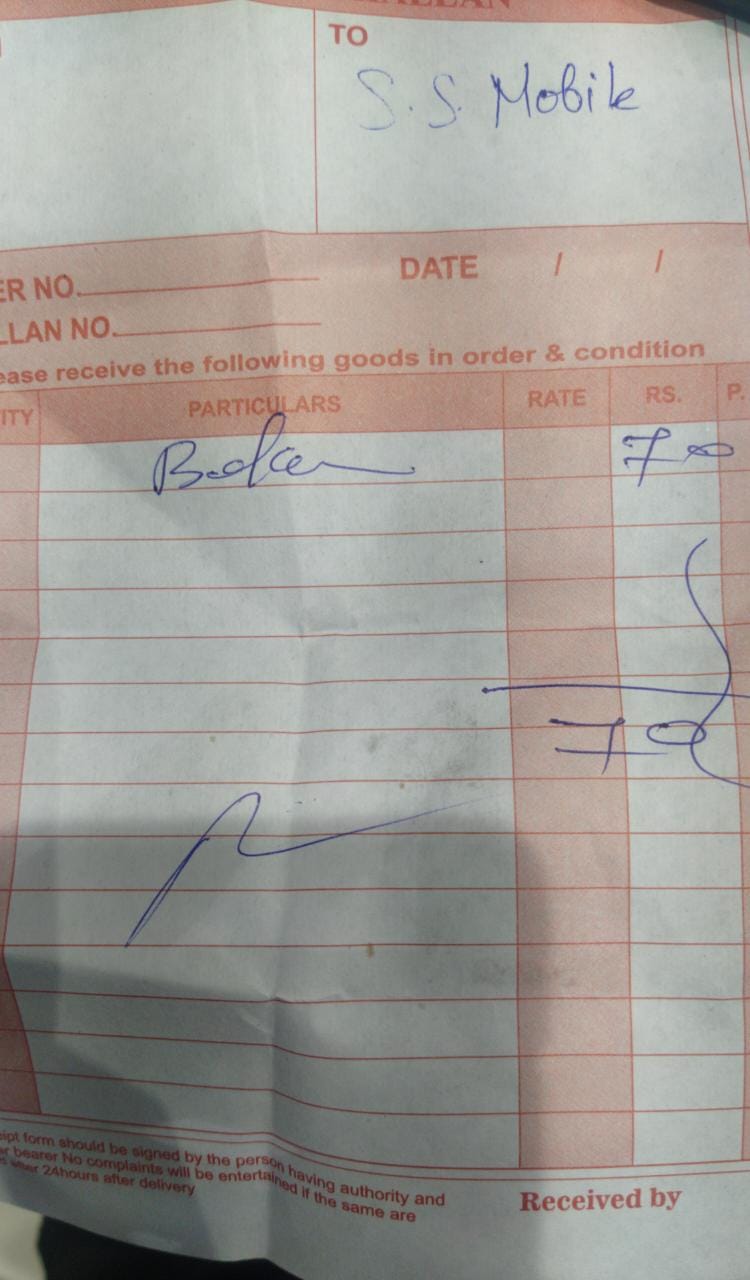 TO
S. S. Mobile
ER NO.
DATE / /
LLAN NO.
ease receive the following goods in order & condition
ITY PARTICULARS RATE RS. P.
70
70
ipt form should be signed by the person having authority and
or bearer No complaints will be entertained if the same are
after 24hours after delivery
Received by